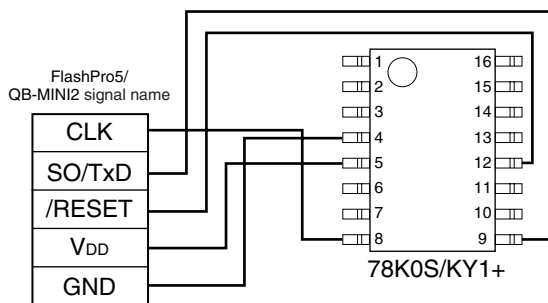 FlashPro5/
QB-MINI2 signal name
CLK
SO/TxD
/RESET
VDD
GND
1
2
3
4
5
6
7
8
16
15
14
13
12
11
10
9
78K0S/KY1+